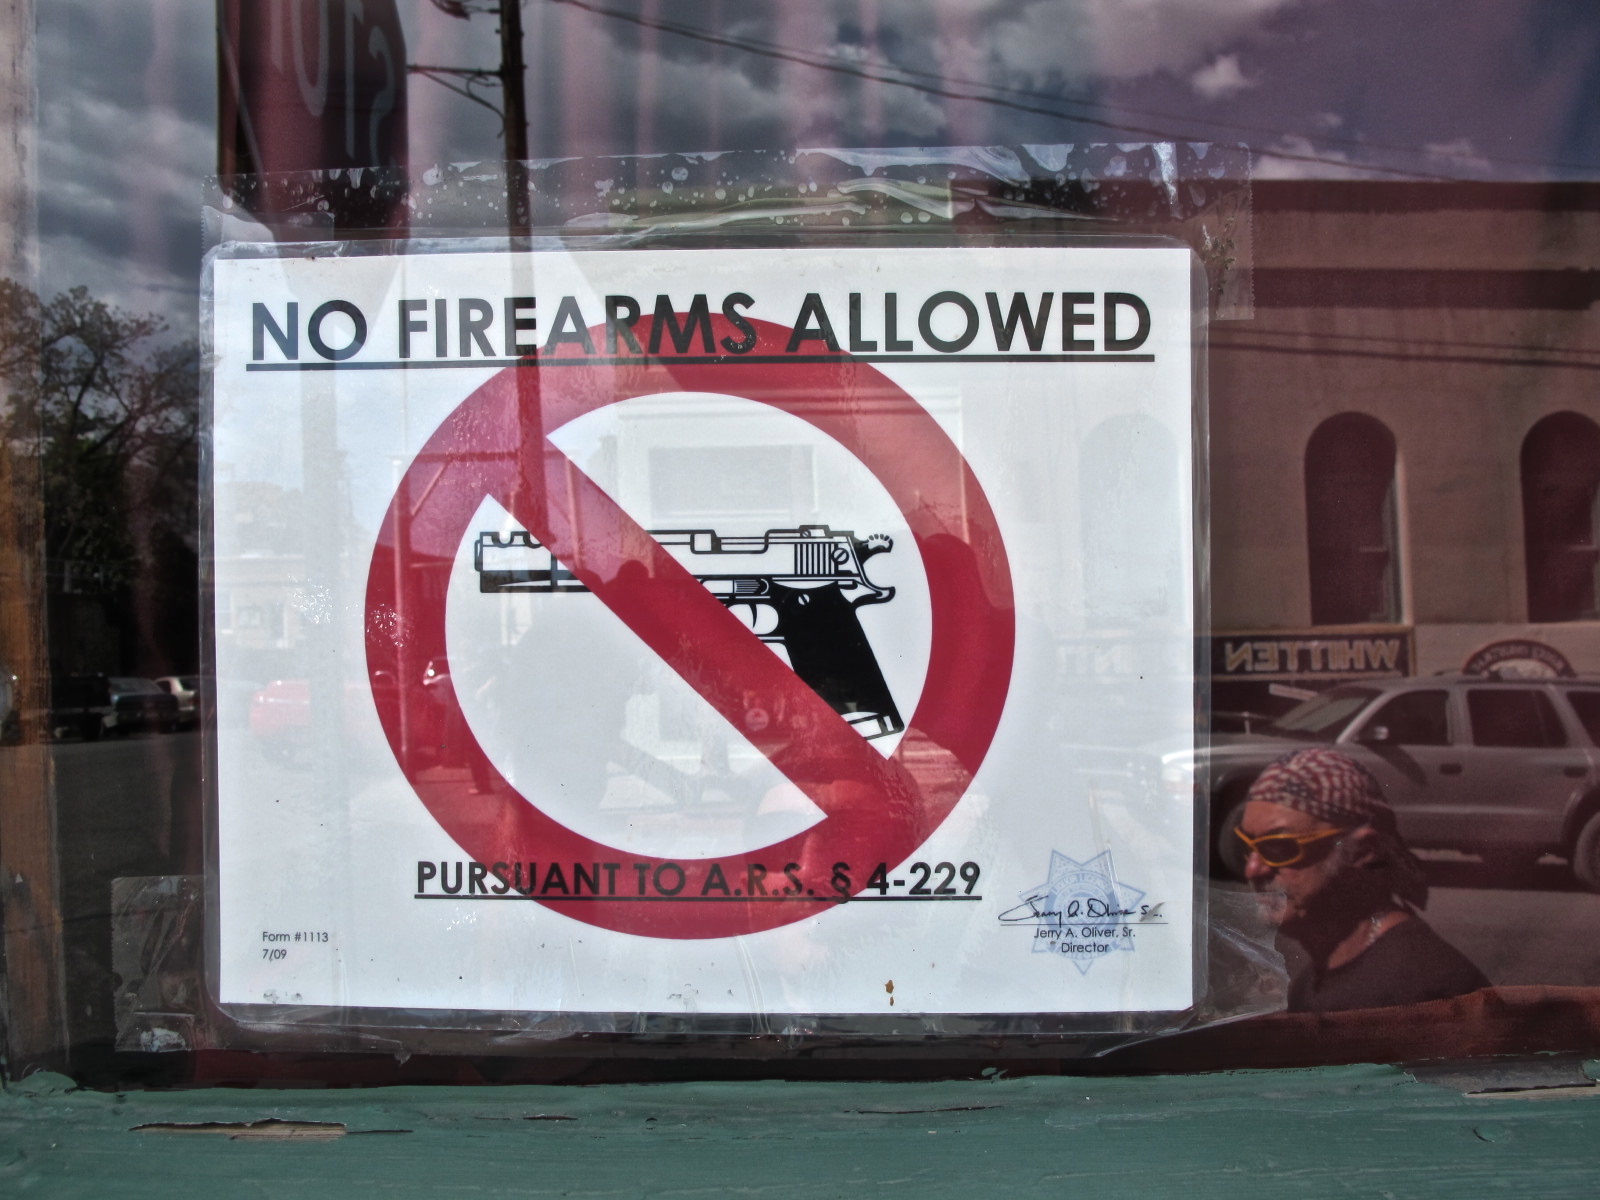 NO FIREARMS ALLOWED
PURSUANT TO A.R.S. § 4-229
Form #1113
7/09
Jerry A. Oliver, Sr.
Director
WHITTEN